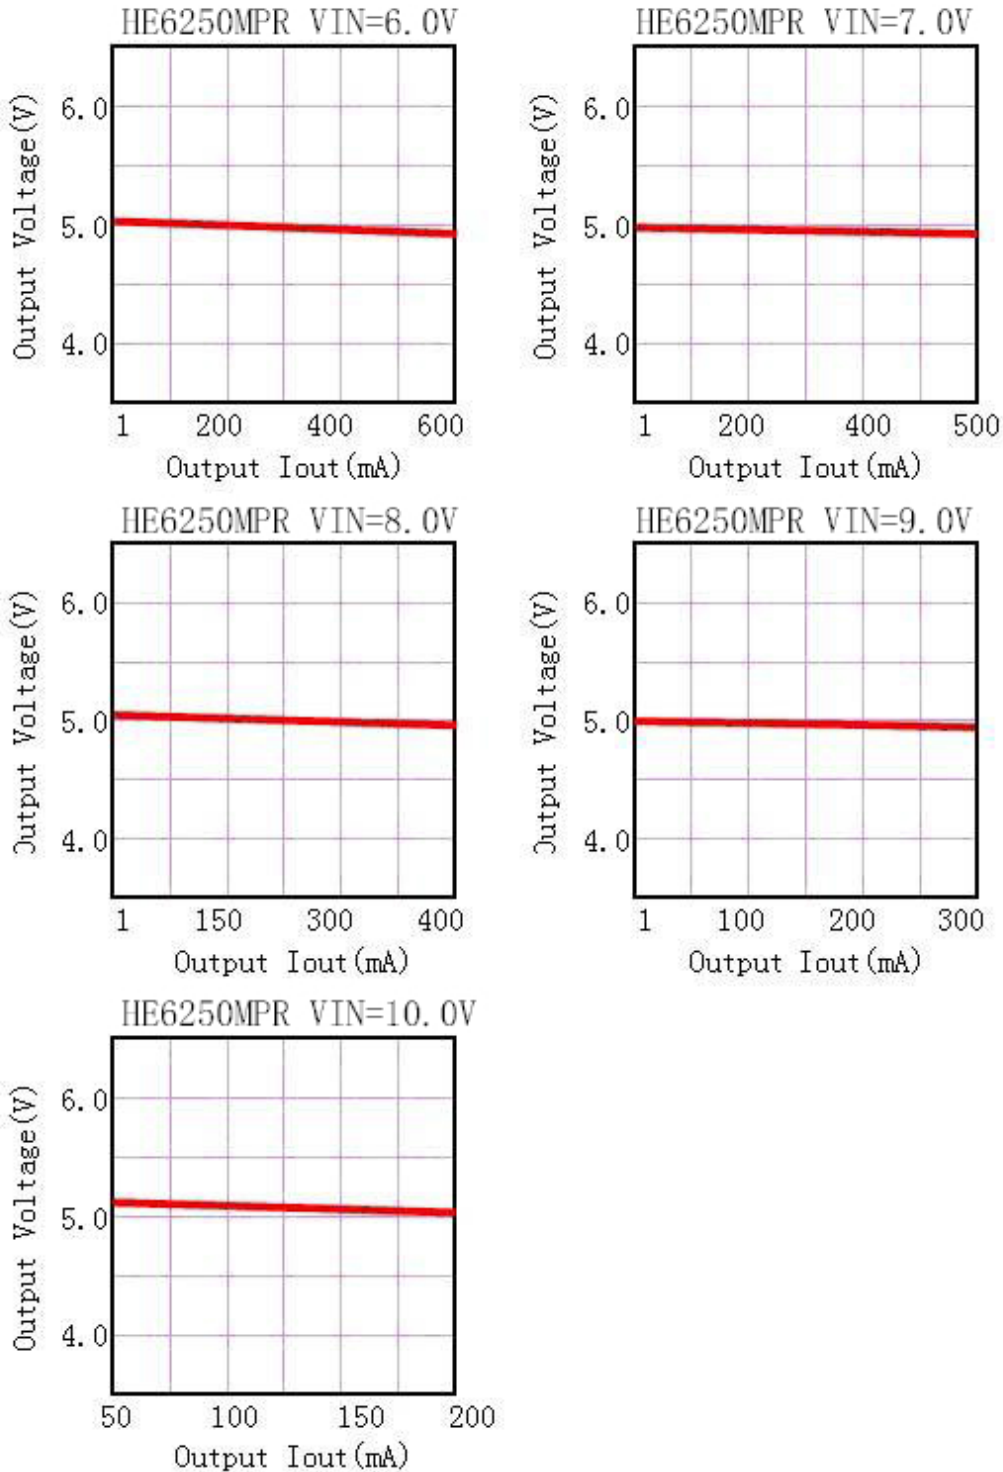 HE6250MPR VIN=6.0V
Output Voltage(V)
6.0
5.0
4.0
1 200 400 600
Output Iout(mA)
HE6250MPR VIN=7.0V
Output Voltage(V)
6.0
5.0
4.0
1 200 400 500
Output Iout(mA)
HE6250MPR VIN=8.0V
Output Voltage(V)
6.0
5.0
4.0
1 150 300 400
Output Iout(mA)
HE6250MPR VIN=9.0V
Output Voltage(V)
6.0
5.0
4.0
1 100 200 300
Output Iout(mA)
HE6250MPR VIN=10.0V
Output Voltage(V)
6.0
5.0
4.0
50 100 150 200
Output Iout(mA)